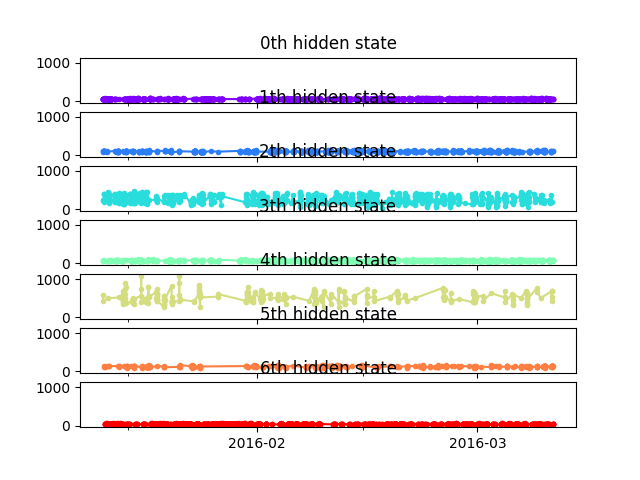 0th hidden state
1000
0
1th hidden state
1000
0
2th hidden state
1000
0
3th hidden state
1000
0
4th hidden state
1000
0
5th hidden state
1000
0
6th hidden state
1000
0
2016-02 2016-03